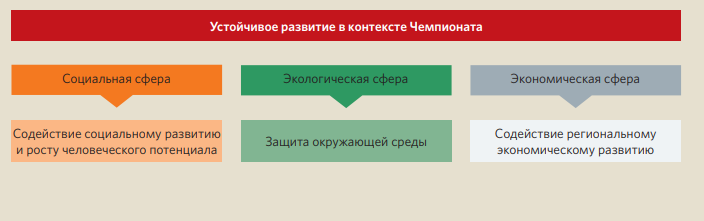 Устойчивое развитие в контексте Чемпионата
Социальная сфера
Экологическая сфера
Экономическая сфера
Содействие социальному развитию
и росту человеческого потенциала
Защита окружающей среды
Содействие региональному
экономическому развитию